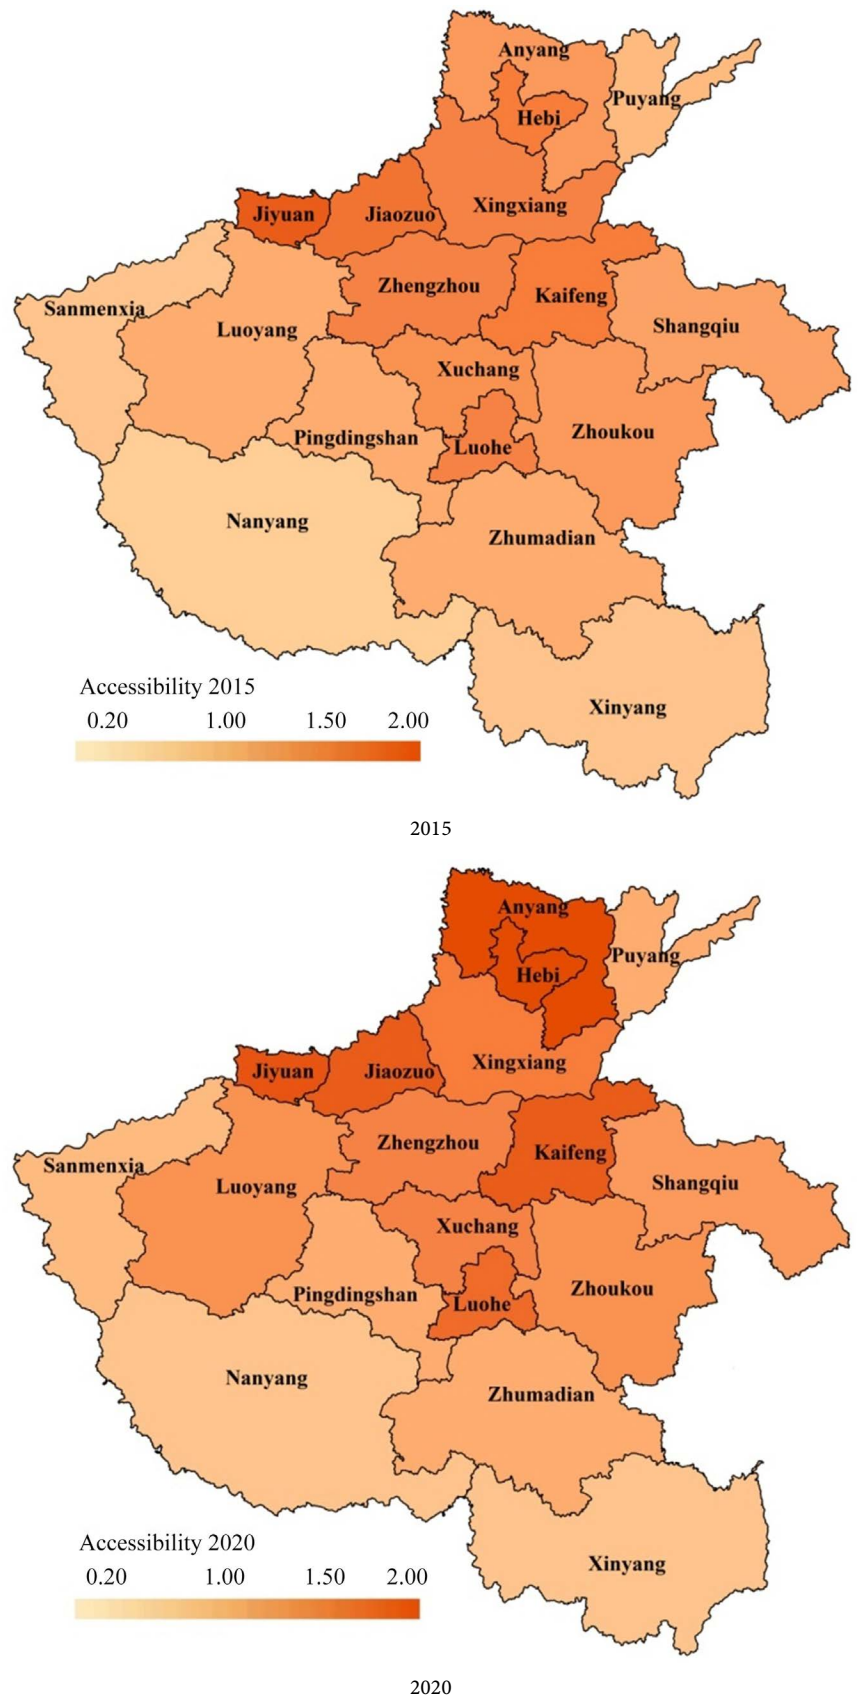 Anyang
Puyang
Hebi
Xingxiang
Jiyuan
Jiaozuo
Zhengzhou
Kaifeng
Sanmenxia
Luoyang
Shangqiu
Xuchang
Pingdingshan
Luohe
Zhoukou
Nanyang
Zhumadian
Xinyang
Accessibility 2015
0.20 1.00 1.50 2.00
2015
Anyang
Puyang
Hebi
Xingxiang
Jiyuan
Jiaozuo
Zhengzhou
Kaifeng
Sanmenxia
Luoyang
Shangqiu
Xuchang
Pingdingshan
Luohe
Zhoukou
Nanyang
Zhumadian
Xinyang
Accessibility 2020
0.20 1.00 1.50 2.00
2020